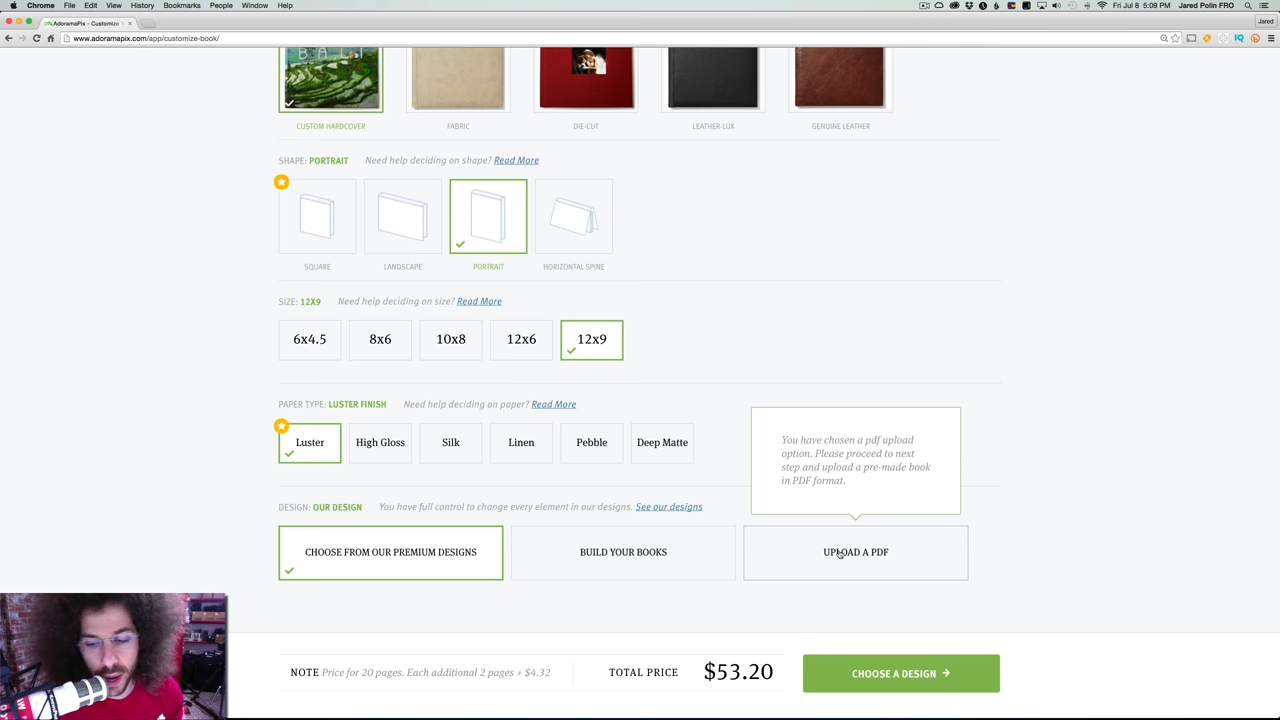 Chrome File Edit View History Bookmarks People Window Help
Fri Jul 8 5:09 PM Jared Polin FRO
AdoramaPix - Customize
Jared
www.adoramapix.com/app/customize-book/
BALI
CUSTOM HARDCOVER FABRIC DIE-CUT LEATHER-LUX GENUINE LEATHER
SHAPE: PORTRAIT Need help deciding on shape? Read More
SQUARE LANDSCAPE PORTRAIT HORIZONTAL SPINE
SIZE: 12X9 Need help deciding on size? Read More
6x4.5 8x6 10x8 12x6 12x9
PAPER TYPE: LUSTER FINISH Need help deciding on paper? Read More
Luster High Gloss Silk Linen Pebble Deep Matte
You have chosen a pdf upload
option. Please proceed to next
step and upload a pre-made book
in PDF format.
DESIGN: OUR DESIGN You have full control to change every element in our designs. See our designs
CHOOSE FROM OUR PREMIUM DESIGNS BUILD YOUR BOOKS UPLOAD A PDF
NOTE Price for 20 pages. Each additional 2 pages + $4.32 TOTAL PRICE $53.20 CHOOSE A DESIGN